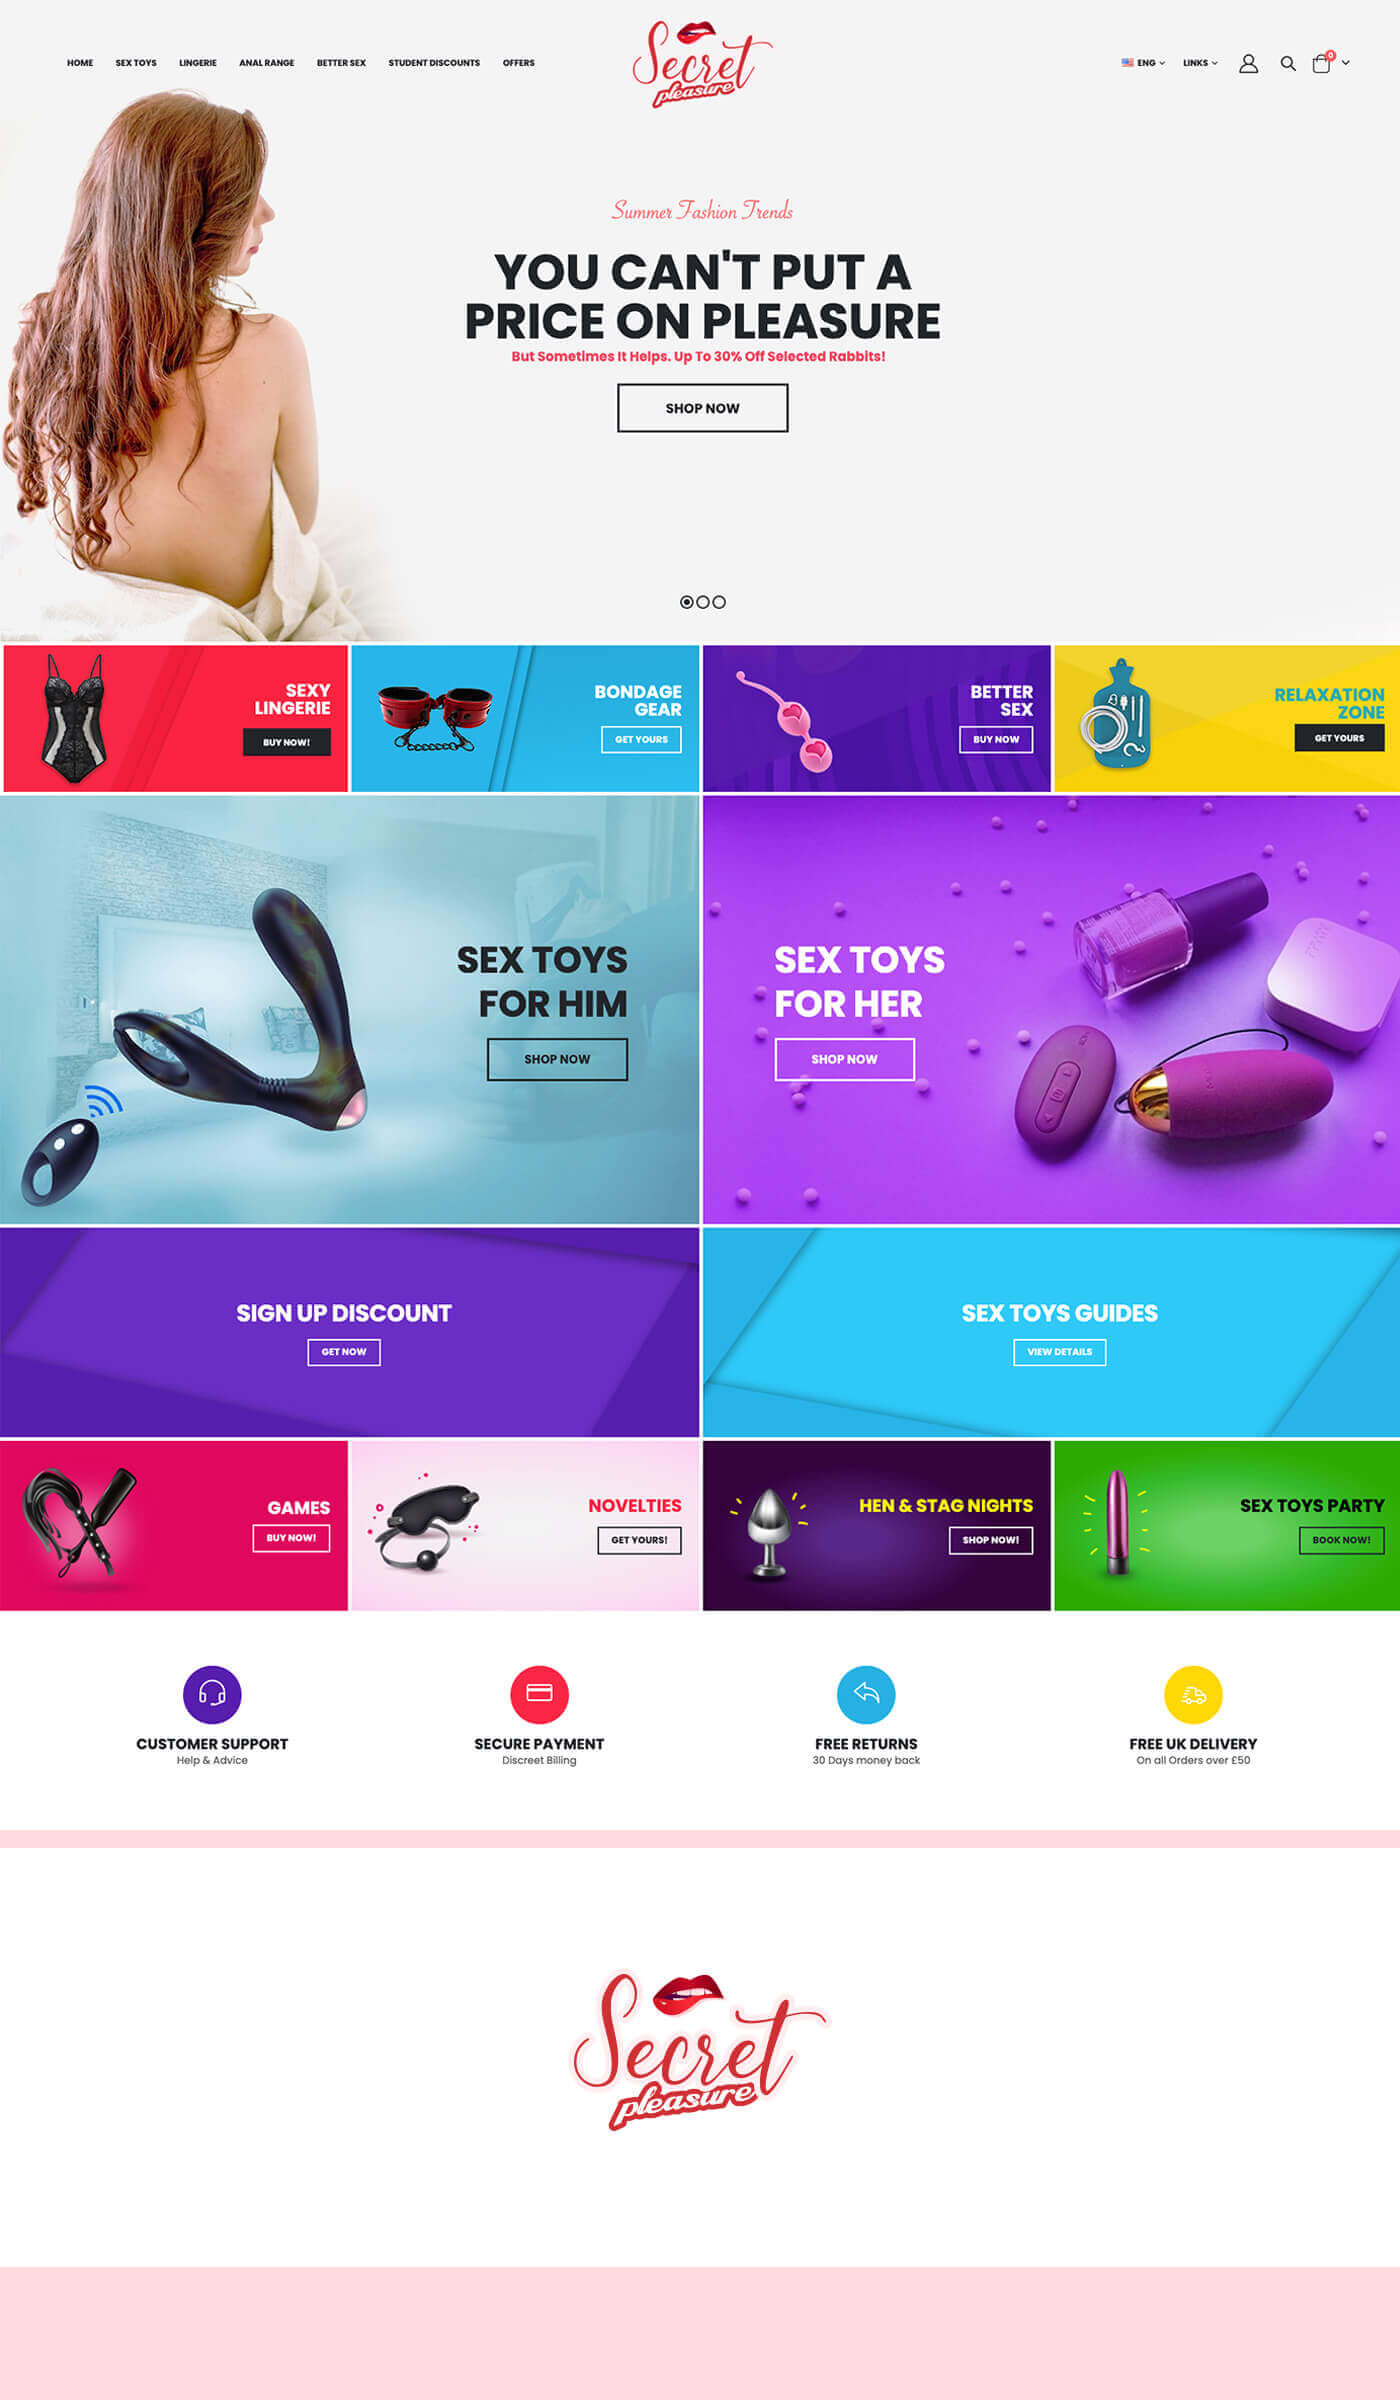 HOME SEX TOYS LINGERIE ANAL RANGE BETTER SEX STUDENT DISCOUNTS OFFERS
Secret
pleasure
ENG LINKS 0
Summer Fashion Trends
YOU CAN'T PUT A
PRICE ON PLEASURE
But Sometimes It Helps. Up To 30% Off Selected Rabbits!
SHOP NOW
SEXY
LINGERIE
BUY NOW!
BONDAGE
GEAR
GET YOURS
BETTER
SEX
BUY NOW
RELAXATION
ZONE
GET YOURS
SEX TOYS
FOR HIM
SHOP NOW
SEX TOYS
FOR HER
SHOP NOW
SIGN UP DISCOUNT
GET NOW
SEX TOYS GUIDES
VIEW DETAILS
GAMES
BUY NOW!
NOVELTIES
GET YOURS!
HEN & STAG NIGHTS
SHOP NOW!
SEX TOYS PARTY
BOOK NOW!
CUSTOMER SUPPORT
Help & Advice
SECURE PAYMENT
Discreet Billing
FREE RETURNS
30 Days money back
FREE UK DELIVERY
On all Orders over £50
Secret
pleasure